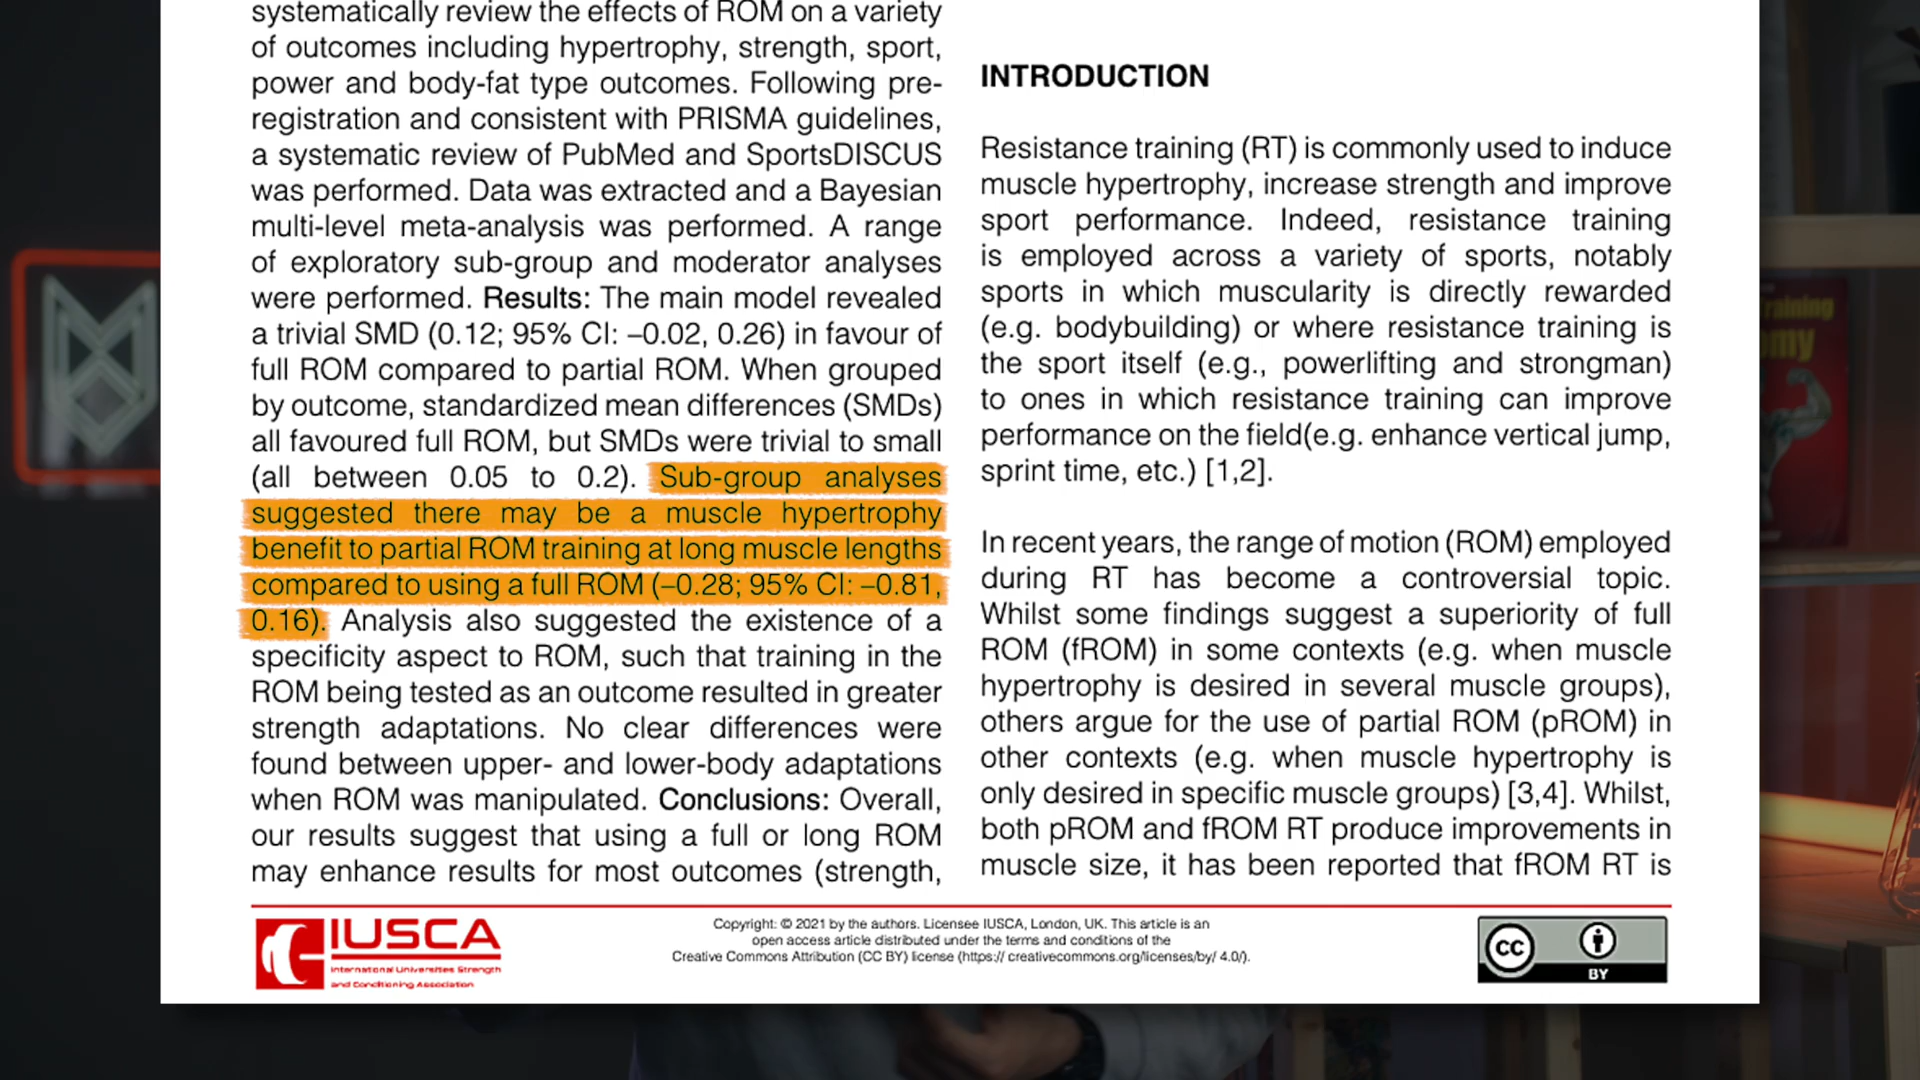 systematically review the effects of ROM on a variety
of outcomes including hypertrophy, strength, sport,
power and body-fat type outcomes. Following pre-
registration and consistent with PRISMA guidelines,
a systematic review of PubMed and SportsDISCUS
was performed. Data was extracted and a Bayesian
multi-level meta-analysis was performed. A range
of exploratory sub-group and moderator analyses
were performed. Results: The main model revealed
a trivial SMD (0.12; 95% CI: –0.02, 0.26) in favour of
full ROM compared to partial ROM. When grouped
by outcome, standardized mean differences (SMDs)
all favoured full ROM, but SMDs were trivial to small
(all between 0.05 to 0.2). Sub-group analyses
suggested there may be a muscle hypertrophy
benefit to partial ROM training at long muscle lengths
compared to using a full ROM (–0.28; 95% CI: –0.81,
0.16). Analysis also suggested the existence of a
specificity aspect to ROM, such that training in the
ROM being tested as an outcome resulted in greater
strength adaptations. No clear differences were
found between upper- and lower-body adaptations
when ROM was manipulated. Conclusions: Overall,
our results suggest that using a full or long ROM
may enhance results for most outcomes (strength,
INTRODUCTION
Resistance training (RT) is commonly used to induce
muscle hypertrophy, increase strength and improve
sport performance. Indeed, resistance training
is employed across a variety of sports, notably
sports in which muscularity is directly rewarded
(e.g. bodybuilding) or where resistance training is
the sport itself (e.g., powerlifting and strongman)
to ones in which resistance training can improve
performance on the field(e.g. enhance vertical jump,
sprint time, etc.) [1,2].
In recent years, the range of motion (ROM) employed
during RT has become a controversial topic.
Whilst some findings suggest a superiority of full
ROM (fROM) in some contexts (e.g. when muscle
hypertrophy is desired in several muscle groups),
others argue for the use of partial ROM (pROM) in
other contexts (e.g. when muscle hypertrophy is
only desired in specific muscle groups) [3,4]. Whilst,
both pROM and fROM RT produce improvements in
muscle size, it has been reported that fROM RT is
IUSCA
International Universities Strength
and Conditioning Association
Copyright: © 2021 by the authors. Licensee IUSCA, London, UK. This article is an
open access article distributed under the terms and conditions of the
Creative Commons Attribution (CC BY) license (https:// creativecommons.org/licenses/by/ 4.0/).
CC
BY